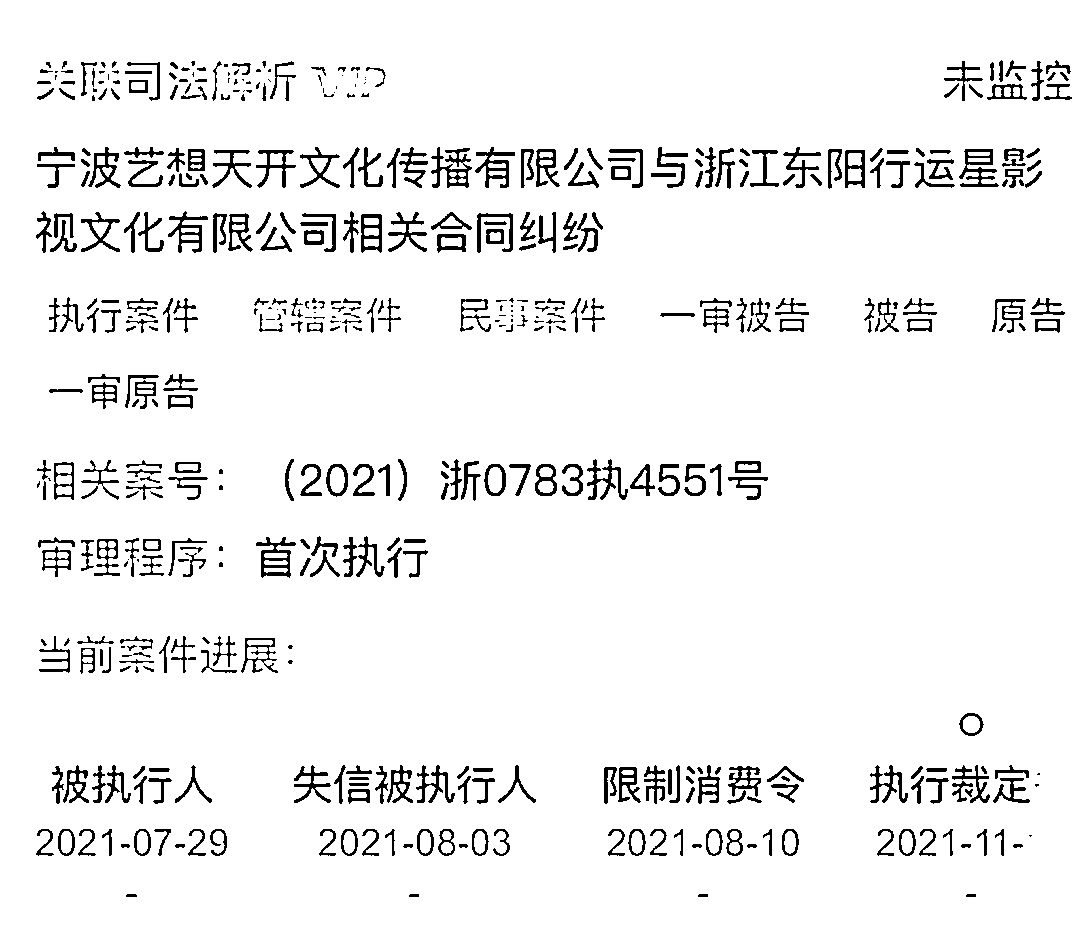 关联司法解析 VIP 未监控
宁波艺想天开文化传播有限公司与浙江东阳行运星影
视文化有限公司相关合同纠纷
执行案件 管辖案件 民事案件 一审被告 被告 原告
一审原告
相关案号：（2021）浙0783执4551号
审理程序：首次执行
当前案件进展：
被执行人 失信被执行人 限制消费令 执行裁定
2021-07-29 2021-08-03 2021-08-10 2021-11-
- - - -